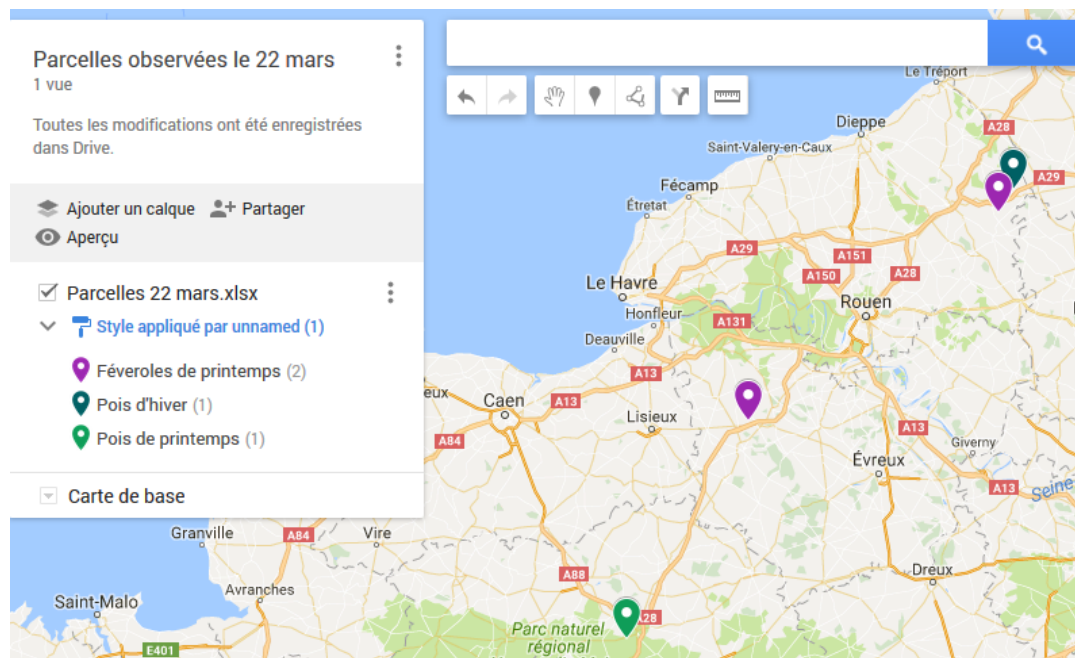 Parcelles observées le 22 mars
1 vue
Toutes les modifications ont été enregistrées
dans Drive.
Ajouter un calque Partager
Aperçu
Parcelles 22 mars.xlsx
Style appliqué par unnamed (1)
Féveroles de printemps (2)
Pois d'hiver (1)
Pois de printemps (1)
Carte de base
Le Tréport
Dieppe
A28
Saint-Valery-en-Caux
A29
Fécamp
Étretat
A29
A151
A150
A28
Le Havre
Rouen
Honfleur
A131
Deauville
A13
eux
Caen
A13
Lisieux
A13
A84
Giverny
Évreux
A13
Seine
Granville
A84
Vire
A88
Dreux
Avranches
Saint-Malo
28
Parc naturel
régional
E401